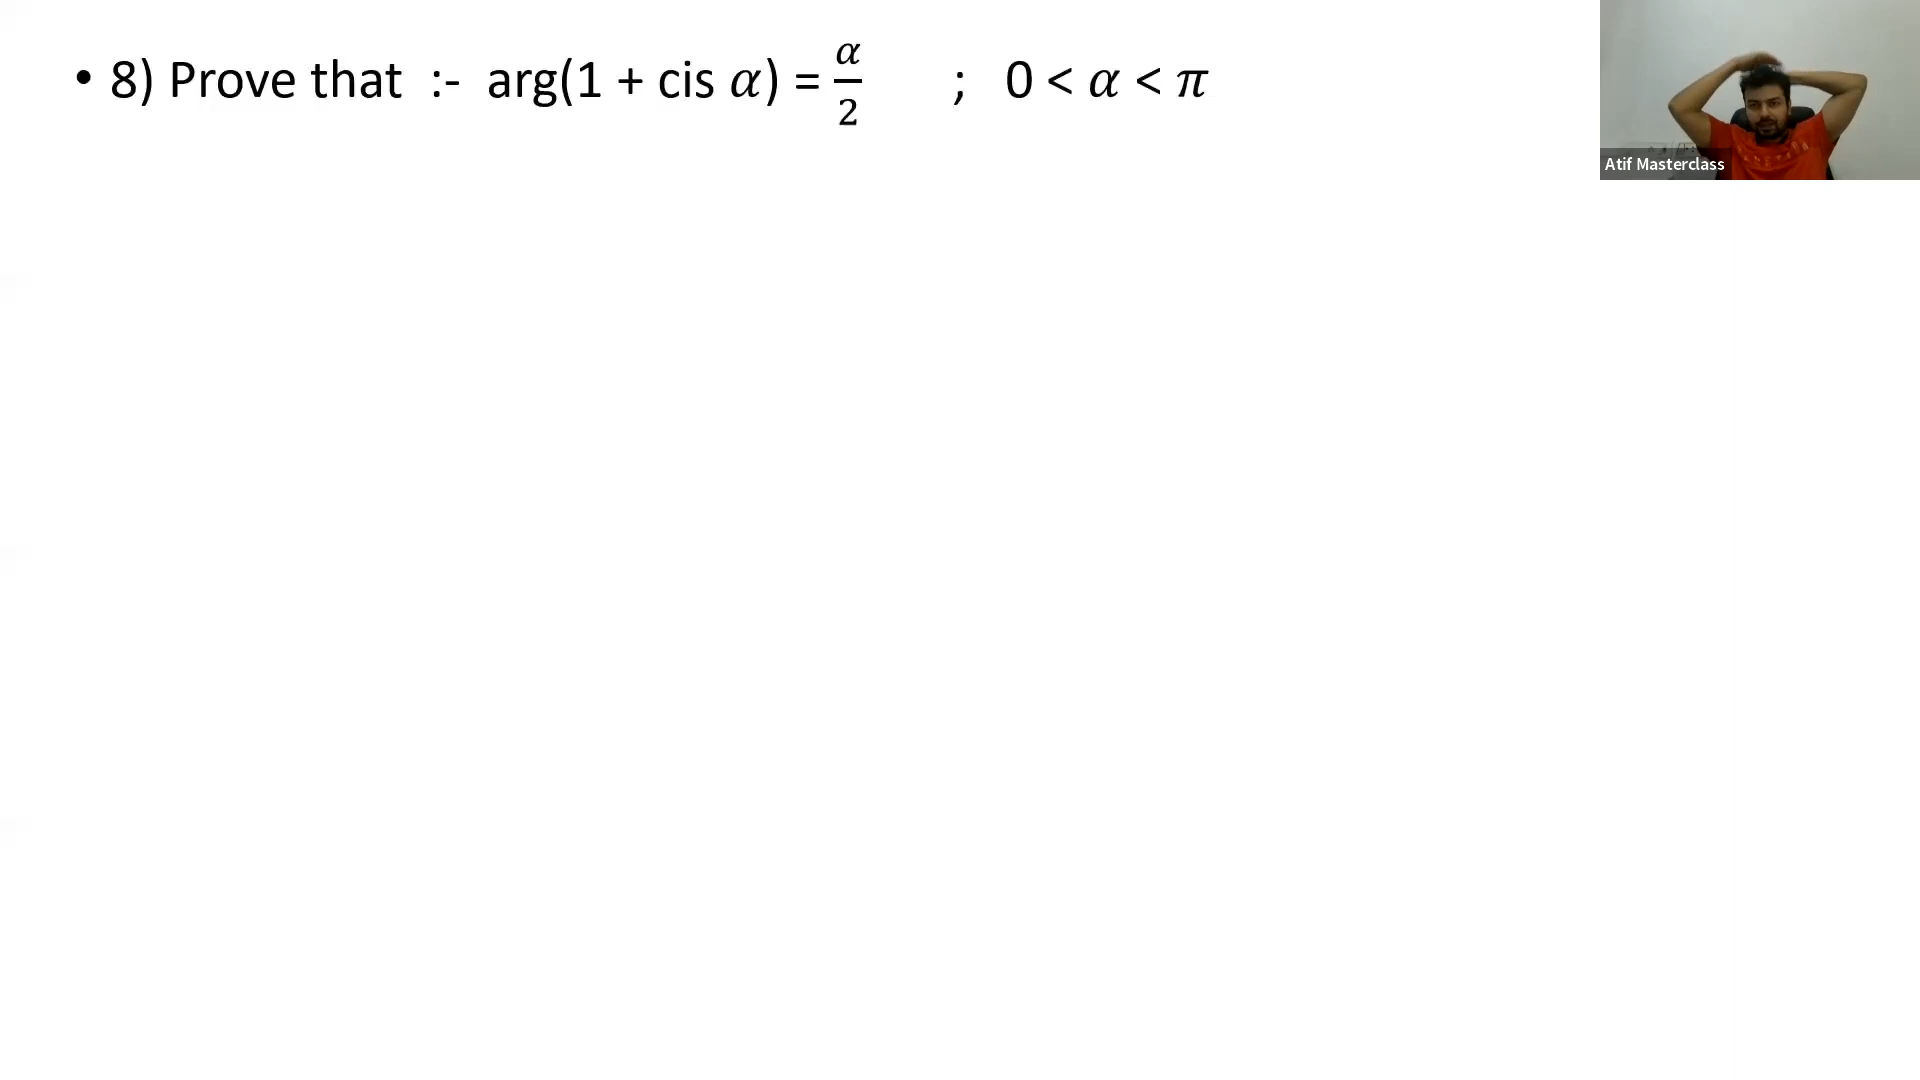 • 8) Prove that :- arg(1 + cis 𝛼) = 𝛼/2 ; 0 < 𝛼 < 𝜋
Atif Masterclass